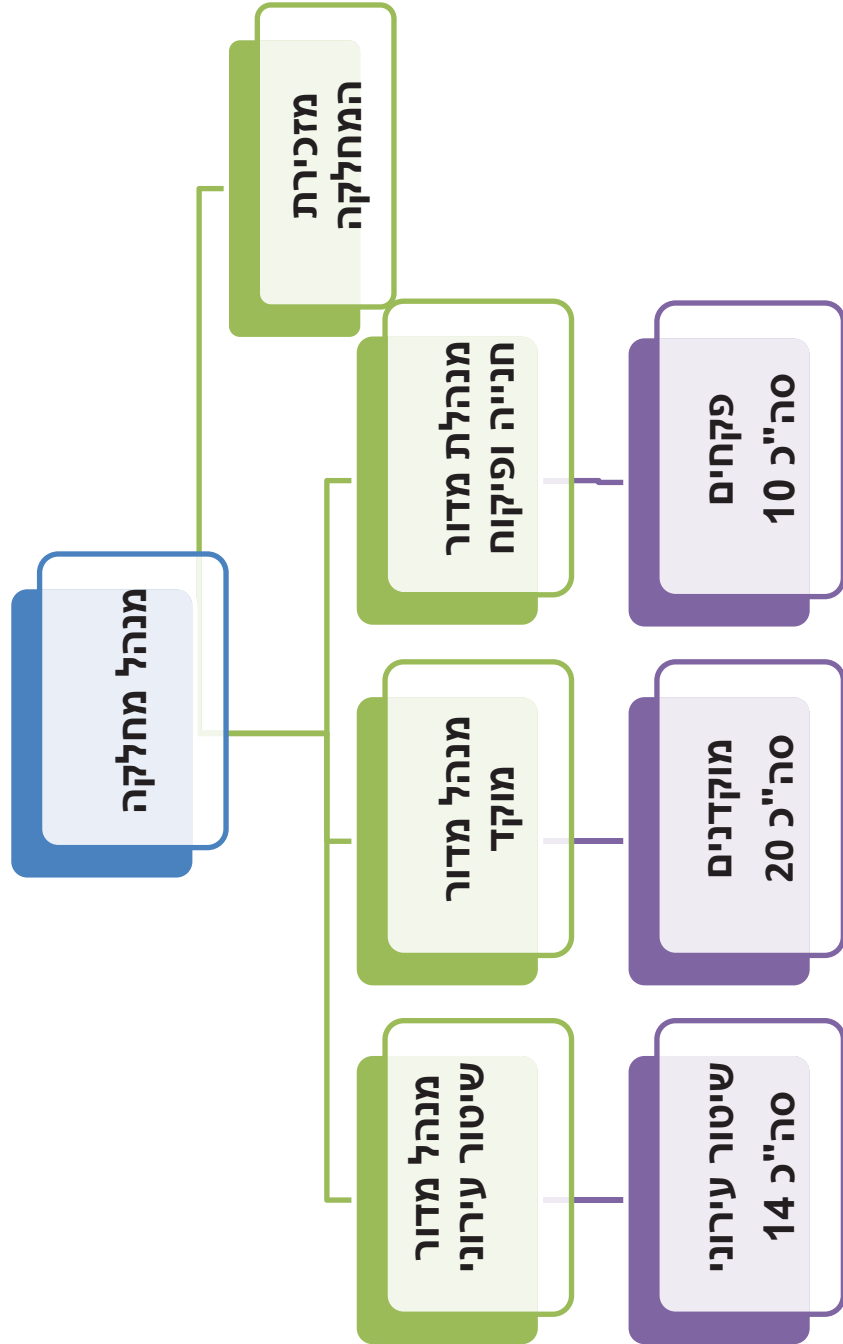 מנהל מחלקה
מזכירת
המחלקה
מנהלת מדור
חנייה ופיקוח
מנהל מדור
מוקד
מנהל מדור
שיטור עירוני
פקחים
סה"כ 10
מוקדנים
סה"כ 20
שיטור עירוני
סה"כ 14